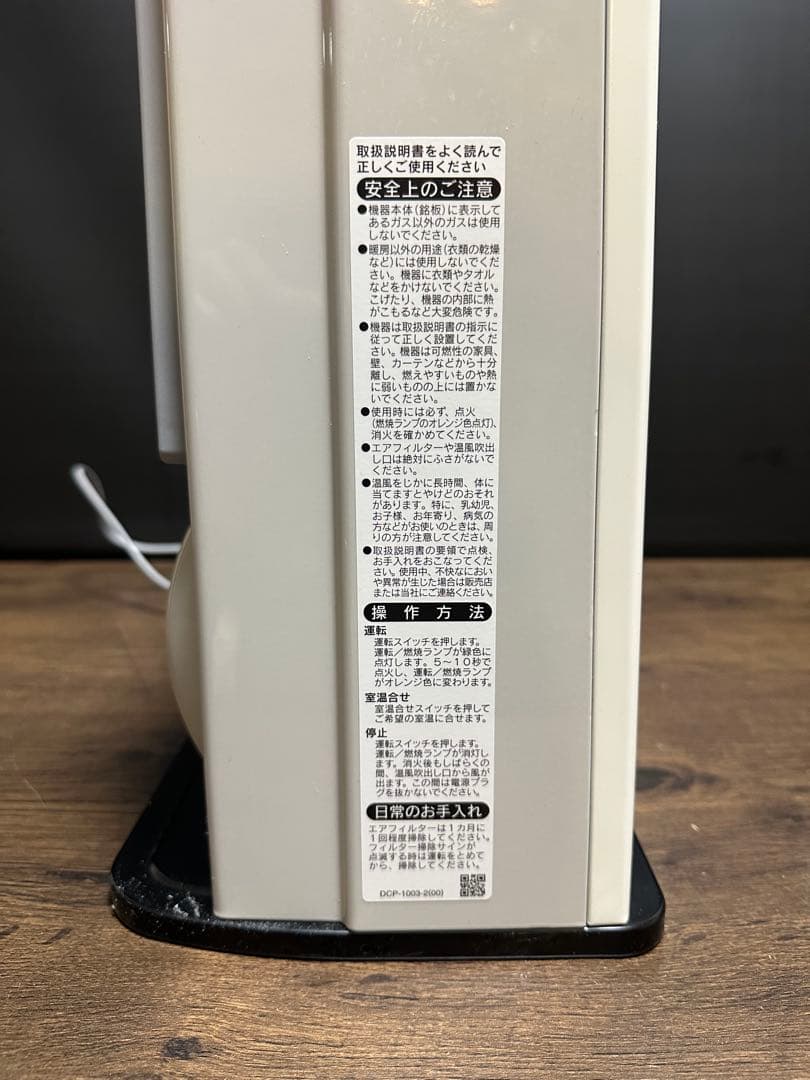 取扱説明書をよく読んで
正しくご使用ください
安全上のご注意
●機器本体(銘板)に表示して
あるガス以外のガスは使用
しないでください。
●暖房以外の用途(衣類の乾燥
など)には使用しないでくだ
さい。機器に衣類やタオル
などをかけないでください。
こげたり、機器の内部に熱
がこもるなど大変危険です。
●機器は取扱説明書の指示に
従って正しく設置してくだ
さい。機器は可燃性の家具、
壁、カーテンなどから十分
離し、燃えやすいものや熱
に弱いものの上には置かな
いでください。
●使用時には必ず、点火
(燃焼ランプのオレンジ色点灯)、
消火を確かめてください。
●エアフィルターや温風吹出
し口は絶対にふさがないで
ください。
●温風をじかに長時間、体に
当てますとやけどのおそれ
があります。特に、乳幼児、
お子様、お年寄り、病気の
方などがお使いのときは、周
りの方が注意してください。
●取扱説明書の要領で点検、
お手入れをおこなってくだ
さい。使用中、不快なにおい
や異常が生じた場合は販売店
または当社にご連絡ください。
操作方法
運転
運転スイッチを押します。
運転/燃焼ランプが緑色に
点灯します。5～10秒で
点火し、運転/燃焼ランプ
がオレンジ色に変わります。
室温合せ
室温合せスイッチを押して
ご希望の室温に合せます。
停止
運転スイッチを押します。
運転/燃焼ランプが消灯し
ます。消火後もしばらくの
間、温風吹出し口から風が
出ます。この間は電源プラ
グを抜かないでください。
日常のお手入れ
エアフィルターは1カ月に
1回程度掃除してください。
フィルター掃除サインが
点滅する時は運転をとめて
から、掃除してください。
DCP-1003-2(00)